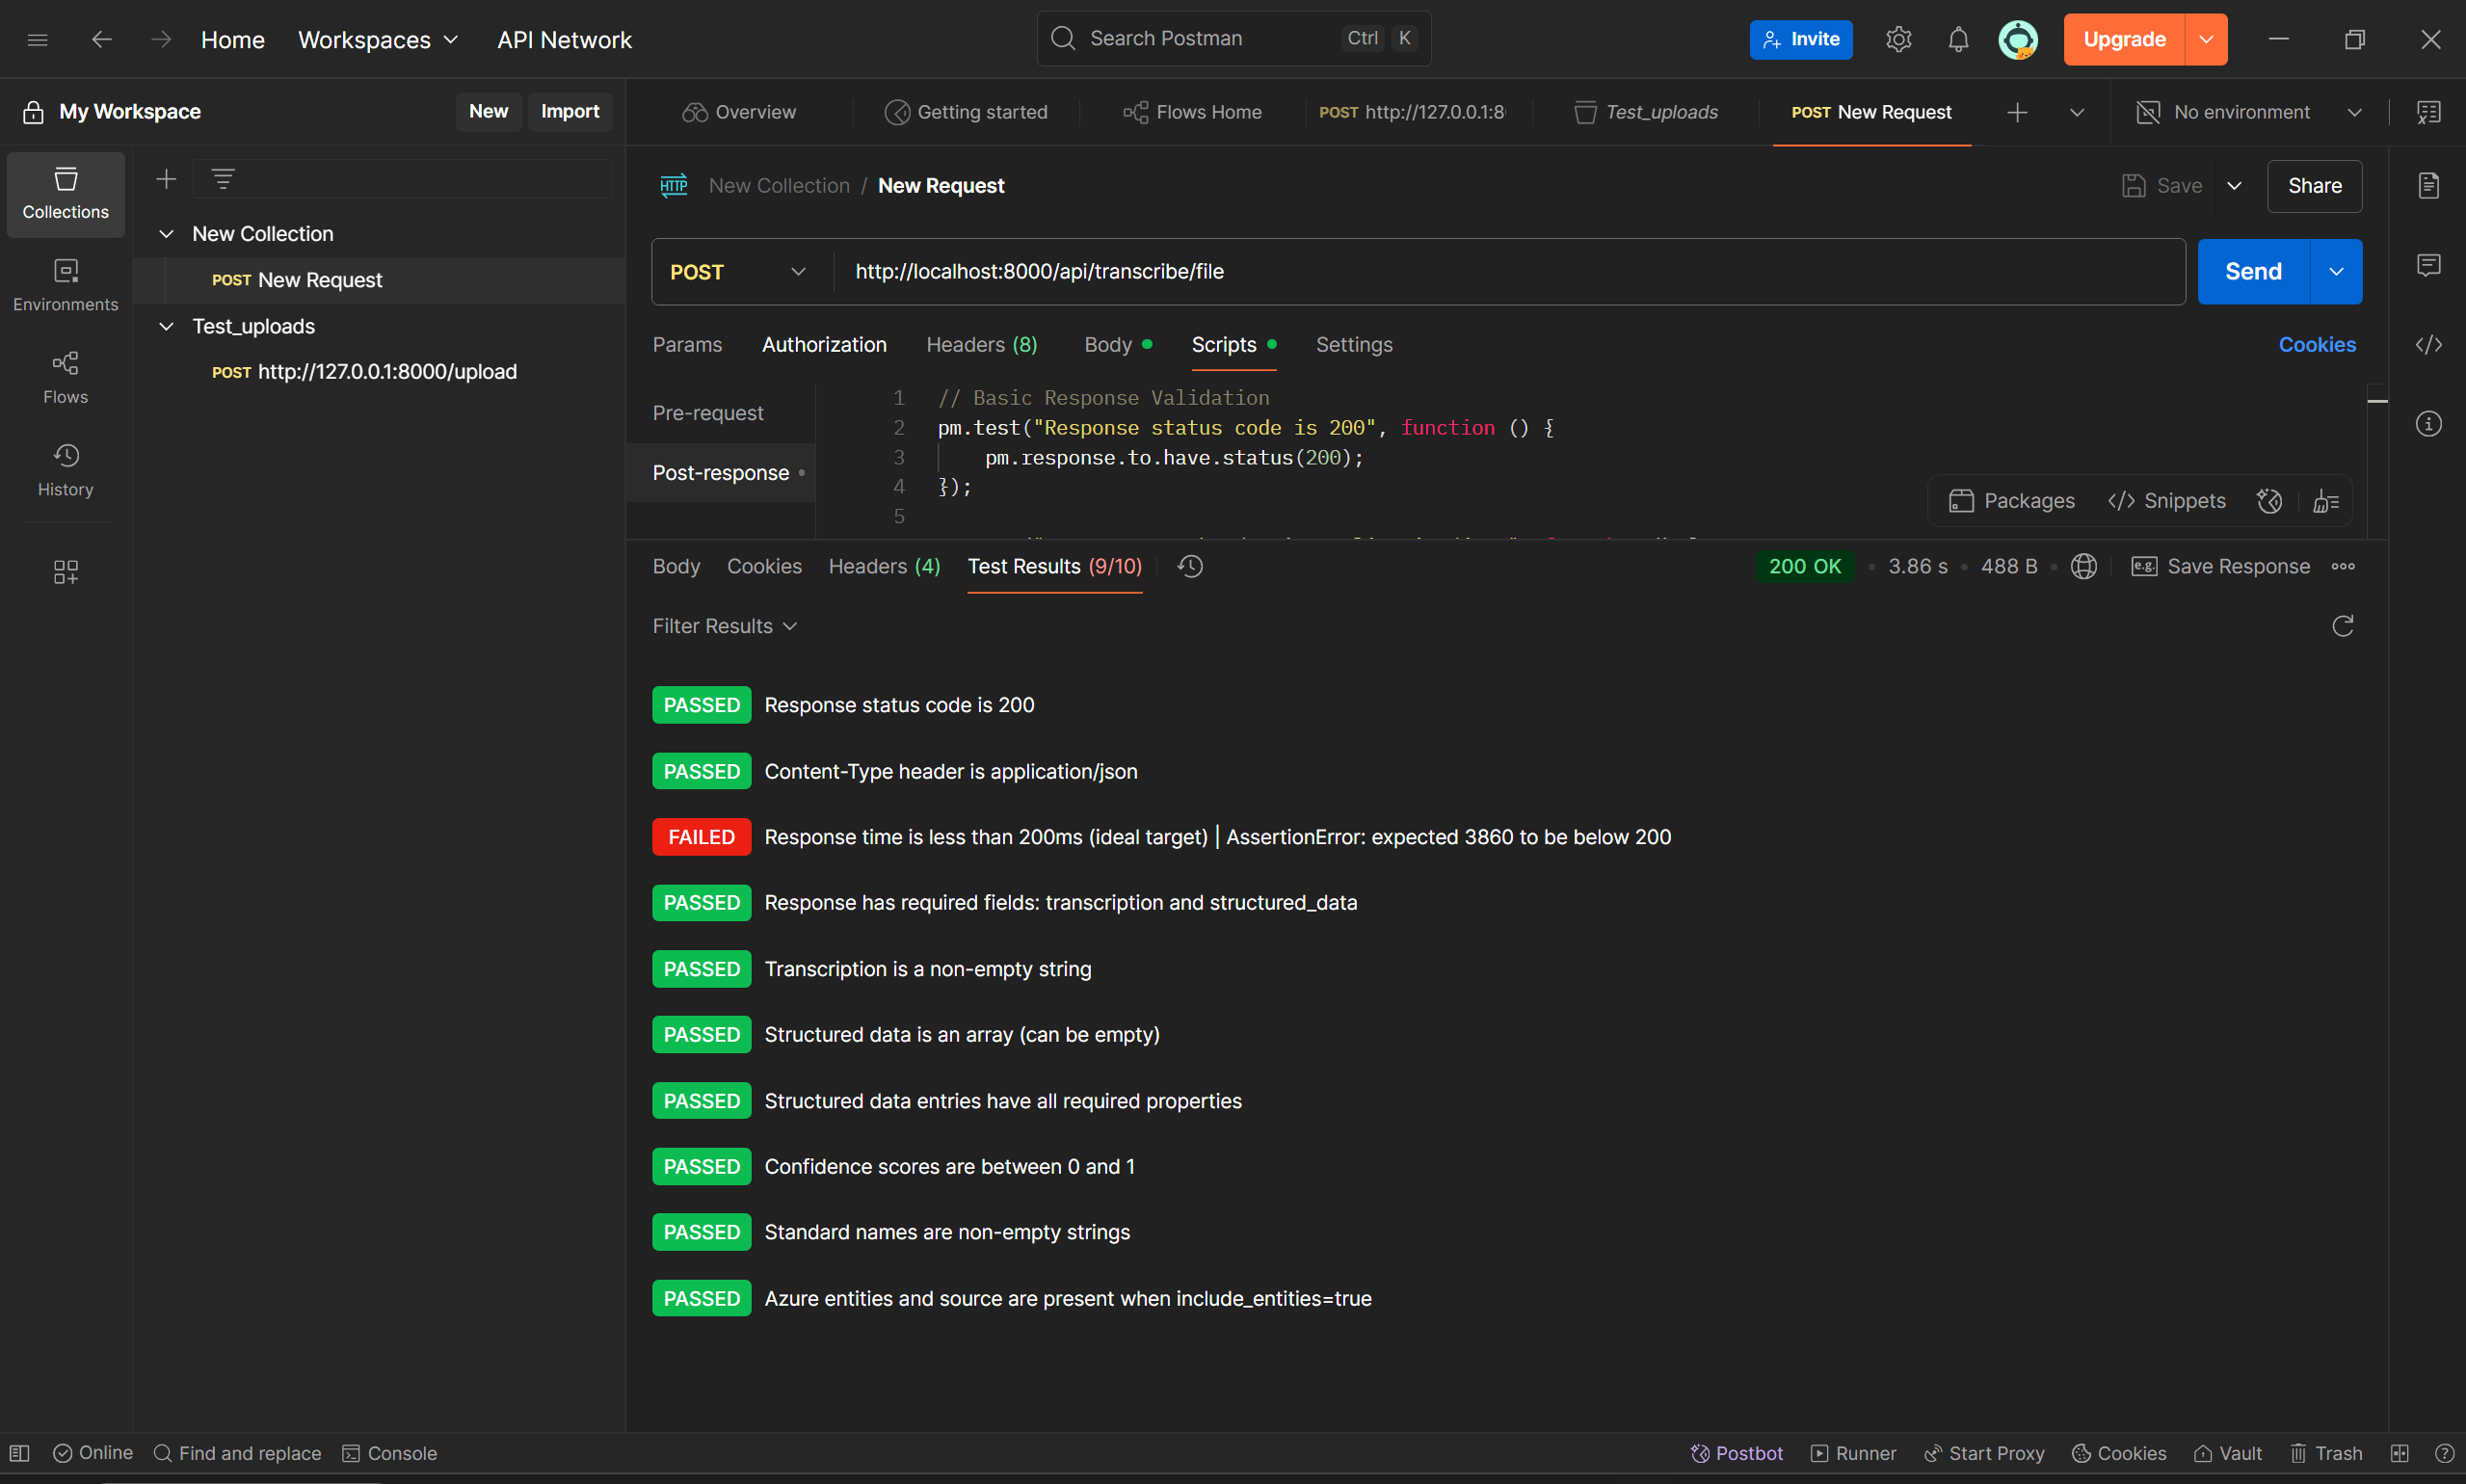 Home Workspaces API Network Search Postman Ctrl K Invite Upgrade
My Workspace New Import
Overview Getting started Flows Home POST http://127.0.0.1:8 Test_uploads POST New Request No environment
Collections
Environments
Flows
History
New Collection
POST New Request
Test_uploads
POST http://127.0.0.1:8000/upload
HTTP New Collection / New Request Save Share
POST http://localhost:8000/api/transcribe/file Send
Params Authorization Headers (8) Body Scripts Settings Cookies
Pre-request
Post-response
1 // Basic Response Validation
2 pm.test("Response status code is 200", function () {
3 pm.response.to.have.status(200);
4 });
5
Packages </> Snippets
Body Cookies Headers (4) Test Results (9/10) 200 OK • 3.86 s • 488 B • e.g. Save Response
Filter Results
PASSED Response status code is 200
PASSED Content-Type header is application/json
FAILED Response time is less than 200ms (ideal target) | AssertionError: expected 3860 to be below 200
PASSED Response has required fields: transcription and structured_data
PASSED Transcription is a non-empty string
PASSED Structured data is an array (can be empty)
PASSED Structured data entries have all required properties
PASSED Confidence scores are between 0 and 1
PASSED Standard names are non-empty strings
PASSED Azure entities and source are present when include_entities=true
Online Find and replace Console Postbot Runner Start Proxy Cookies Vault Trash